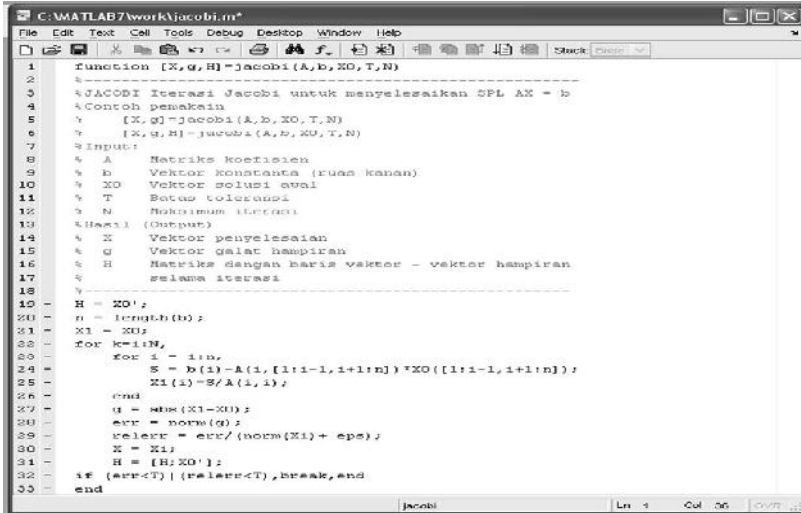 C:\MATLAB7\work\jacobi.m*
File Edit Text Cell Tools Debug Desktop Window Help
Stack: Base
1 function [X,g,H]=jacobi(A,b,X0,T,N)
2 %-----------------------------------------------------------
3 %JACOBI Iterasi Jacobi untuk menyelesaikan SPL AX = b
4 %Contoh pemakain
5 % [X,g]=jacobi(A,b,X0,T,N)
6 % [X,g,H]=jacobi(A,b,X0,T,N)
7 %Input:
8 % A Matriks koefisien
9 % b Vektor konstanta (ruas kanan)
10 % X0 Vektor solusi awal
11 % T Batas toleransi
12 % N Maksimum iterasi
13 %Hasil (Output)
14 % X Vektor penyelesaian
15 % g Vektor galat hampiran
16 % H Matriks dengan baris vektor - vektor hampiran
17 % selama iterasi
18 %-----------------------------------------------------------
19 - H = X0';
20 - n = length(b);
21 - X1 = X0;
22 - for k=1:N,
23 - for i = 1:n,
24 - S = b(i)-A(i,[1:i-1,i+1:n])*X0([1:i-1,i+1:n]);
25 - X1(i)=S/A(i,i);
26 - end
27 - g = abs(X1-X0);
28 - err = norm(g);
29 - relerr = err/(norm(X1)+ eps);
30 - X = X1;
31 - H = [H;X0'];
32 - if (err<T)|(relerr<T),break,end
33 - end
jacobi Ln 1 Col 36 OVR